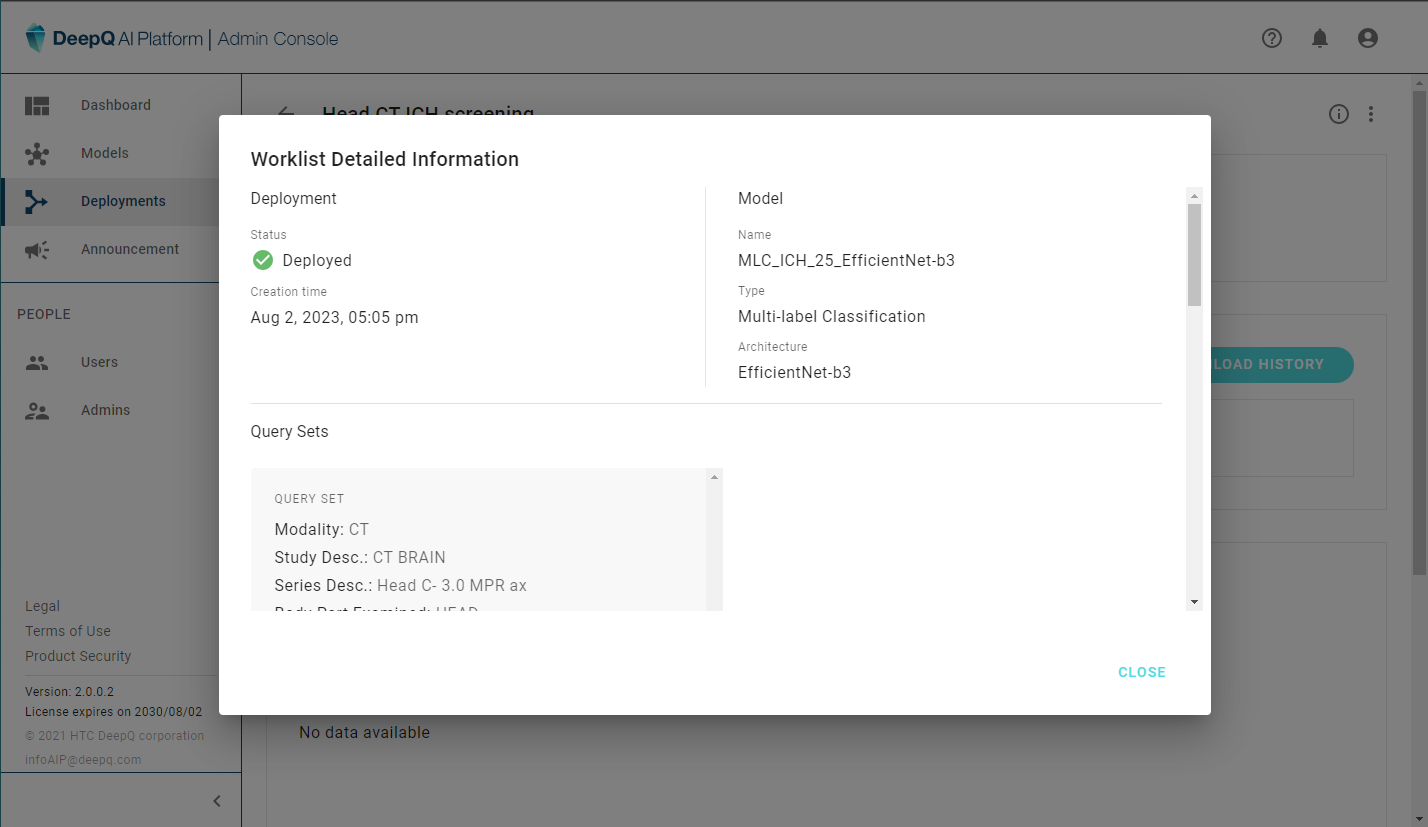 DeepQ AI Platform | Admin Console
Dashboard
Models
Deployments
Announcement
PEOPLE
Users
Admins
Legal
Terms of Use
Product Security
Version: 2.0.0.2
License expires on 2030/08/02
© 2021 HTC DeepQ corporation
infoAIP@deepq.com
Head CT ICH screening
LOAD HISTORY
No data available
Worklist Detailed Information
Deployment
Status
Deployed
Creation time
Aug 2, 2023, 05:05 pm
Model
Name
MLC_ICH_25_EfficientNet-b3
Type
Multi-label Classification
Architecture
EfficientNet-b3
Query Sets
QUERY SET
Modality: CT
Study Desc.: CT BRAIN
Series Desc.: Head C- 3.0 MPR ax
Body Part Examined: HEAD
CLOSE